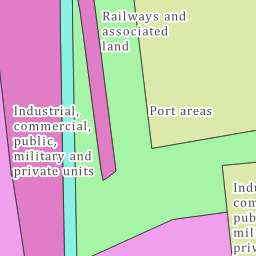 Railways and
associated
land
Port areas
Industrial,
commercial,
public,
military and
private units